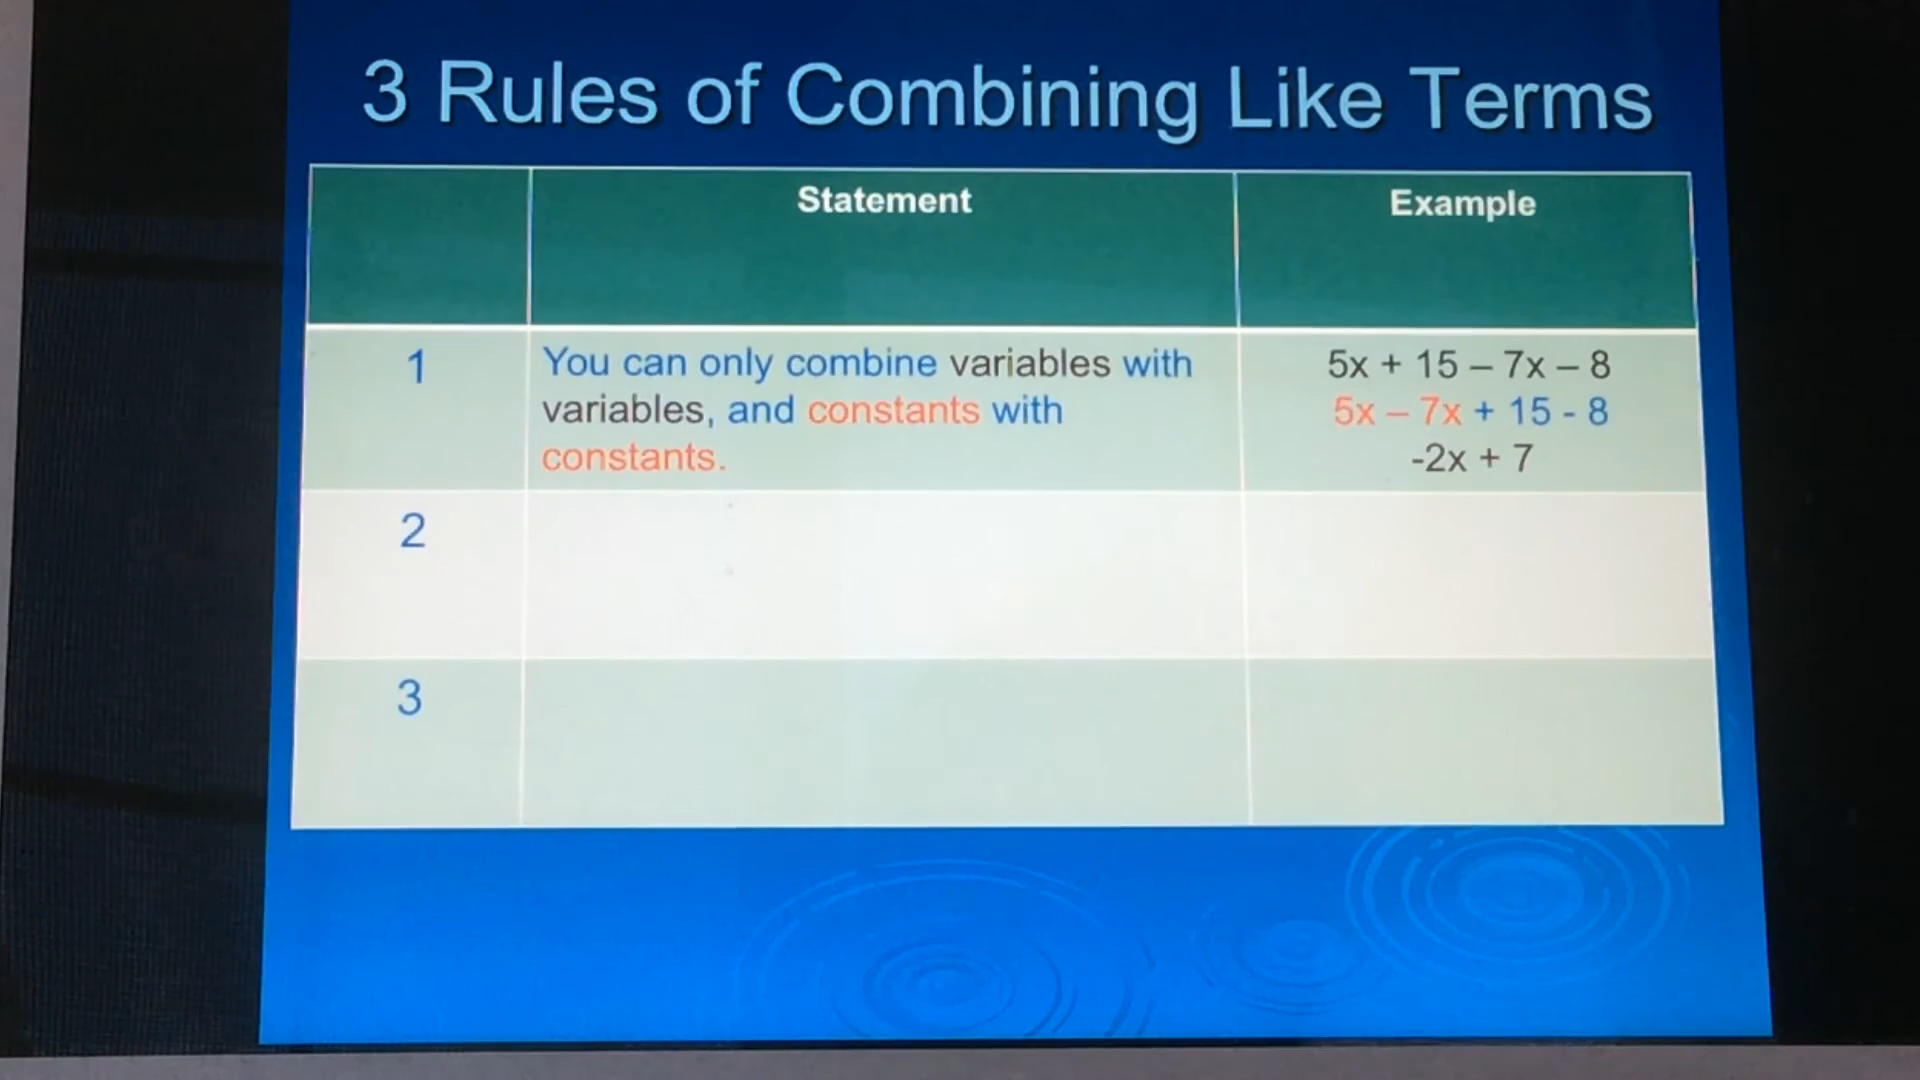 3 Rules of Combining Like Terms
Statement
Example
1
You can only combine variables with
variables, and constants with
constants.
5x + 15 – 7x – 8
5x – 7x + 15 - 8
-2x + 7
2
3